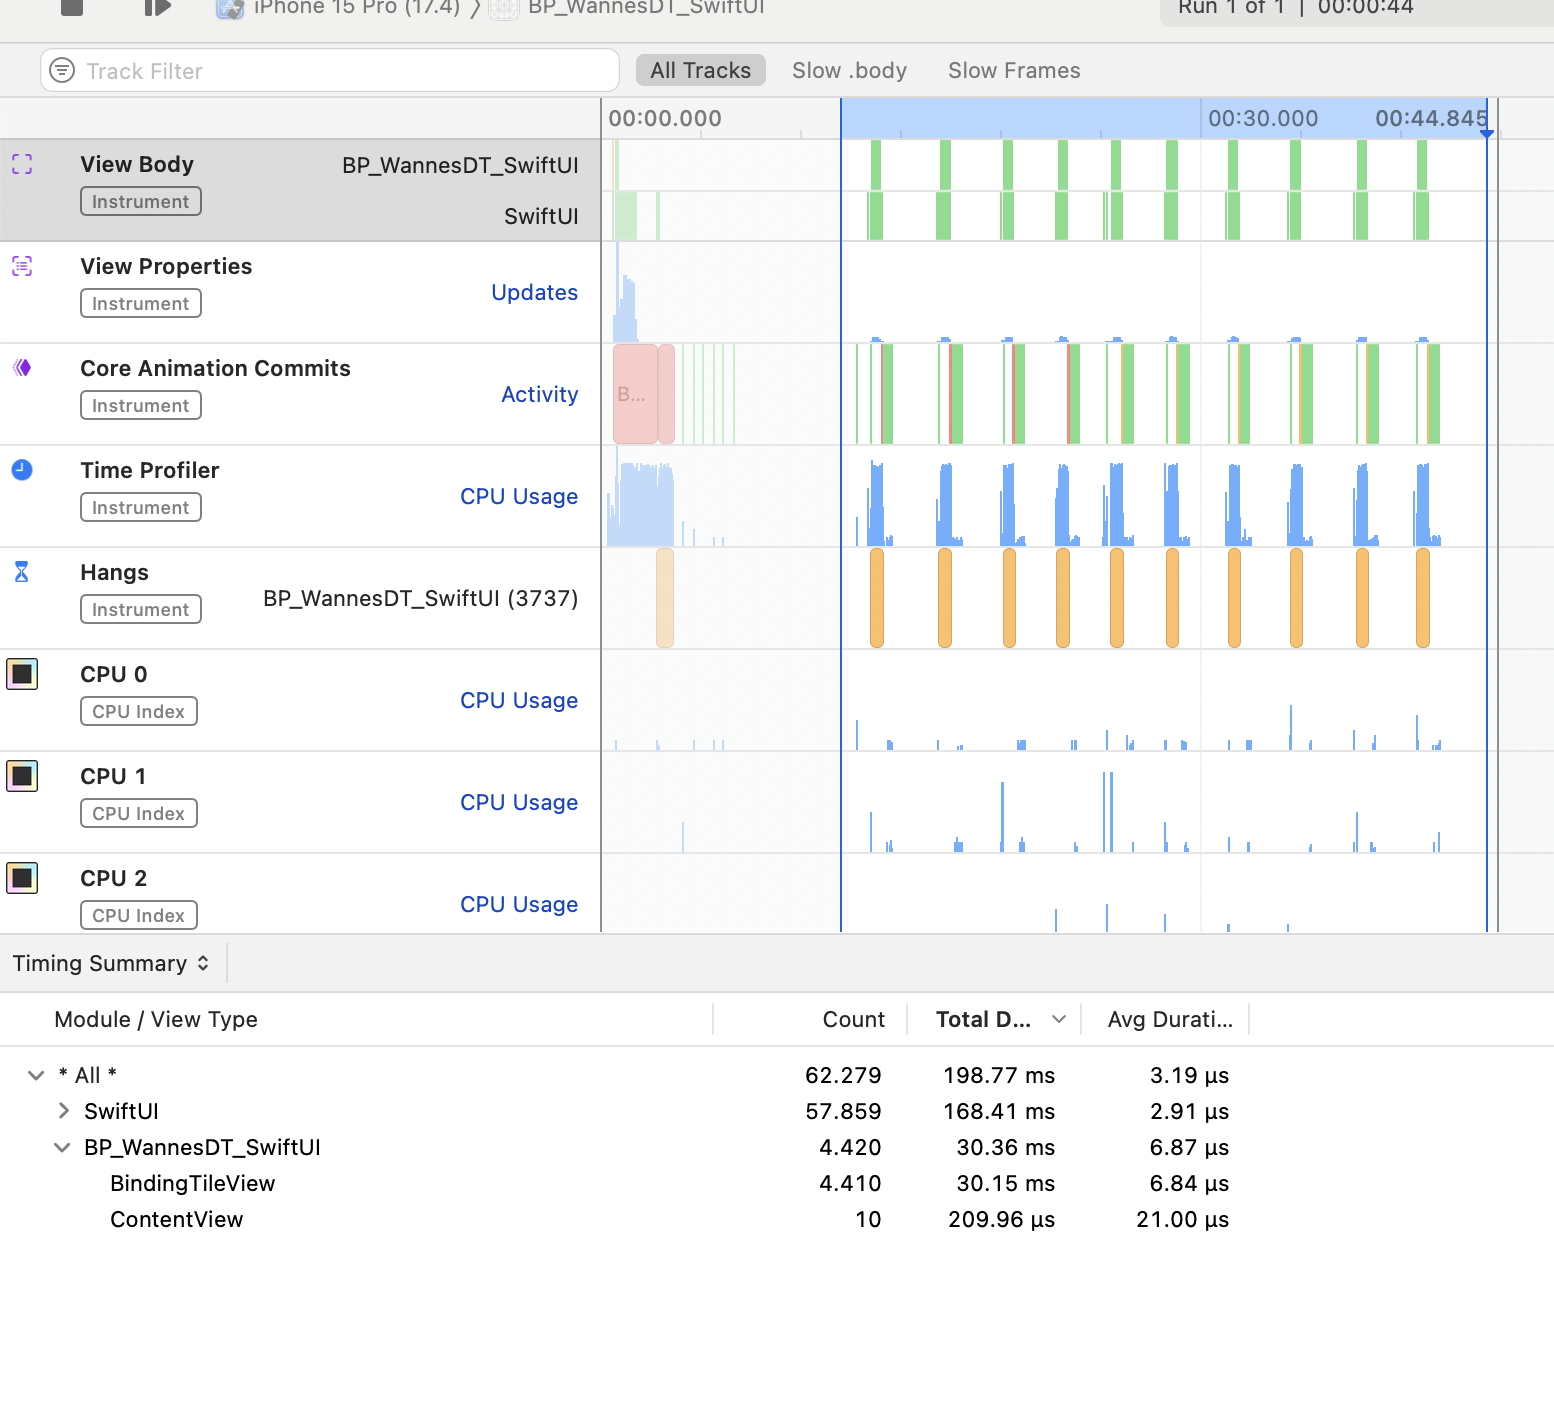 iPhone 15 Pro (17.4) 〉 BP_WannesDT_SwiftUI
Run 1 of 1 | 00:00:44
Track Filter
All Tracks Slow .body Slow Frames
00:00.000 00:30.000 00:44.845
View Body BP_WannesDT_SwiftUI
Instrument
SwiftUI
View Properties
Instrument
Updates
Core Animation Commits
Instrument
Activity
B...
Time Profiler
Instrument
CPU Usage
Hangs
Instrument
BP_WannesDT_SwiftUI (3737)
CPU 0
CPU Index
CPU Usage
CPU 1
CPU Index
CPU Usage
CPU 2
CPU Index
CPU Usage
Timing Summary
Module / View Type Count Total D... Avg Durati...
* All * 62.279 198.77 ms 3.19 µs
SwiftUI 57.859 168.41 ms 2.91 µs
BP_WannesDT_SwiftUI 4.420 30.36 ms 6.87 µs
BindingTileView 4.410 30.15 ms 6.84 µs
ContentView 10 209.96 µs 21.00 µs